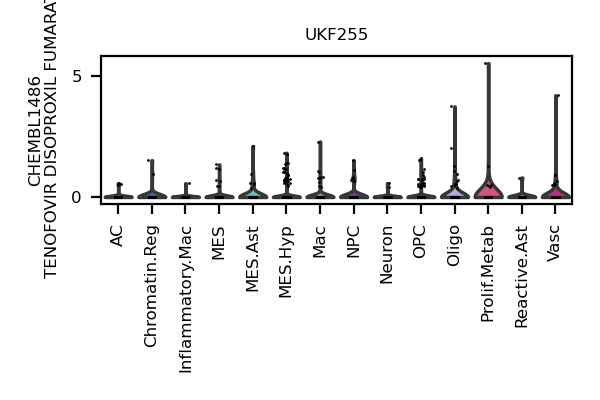 UKF255
CHEMBL1486
TENOFOVIR DISOPROXIL FUMARAT
5
0
AC
Chromatin.Reg
Inflammatory.Mac
MES
MES.Ast
MES.Hyp
Mac
NPC
Neuron
OPC
Oligo
Prolif.Metab
Reactive.Ast
Vasc